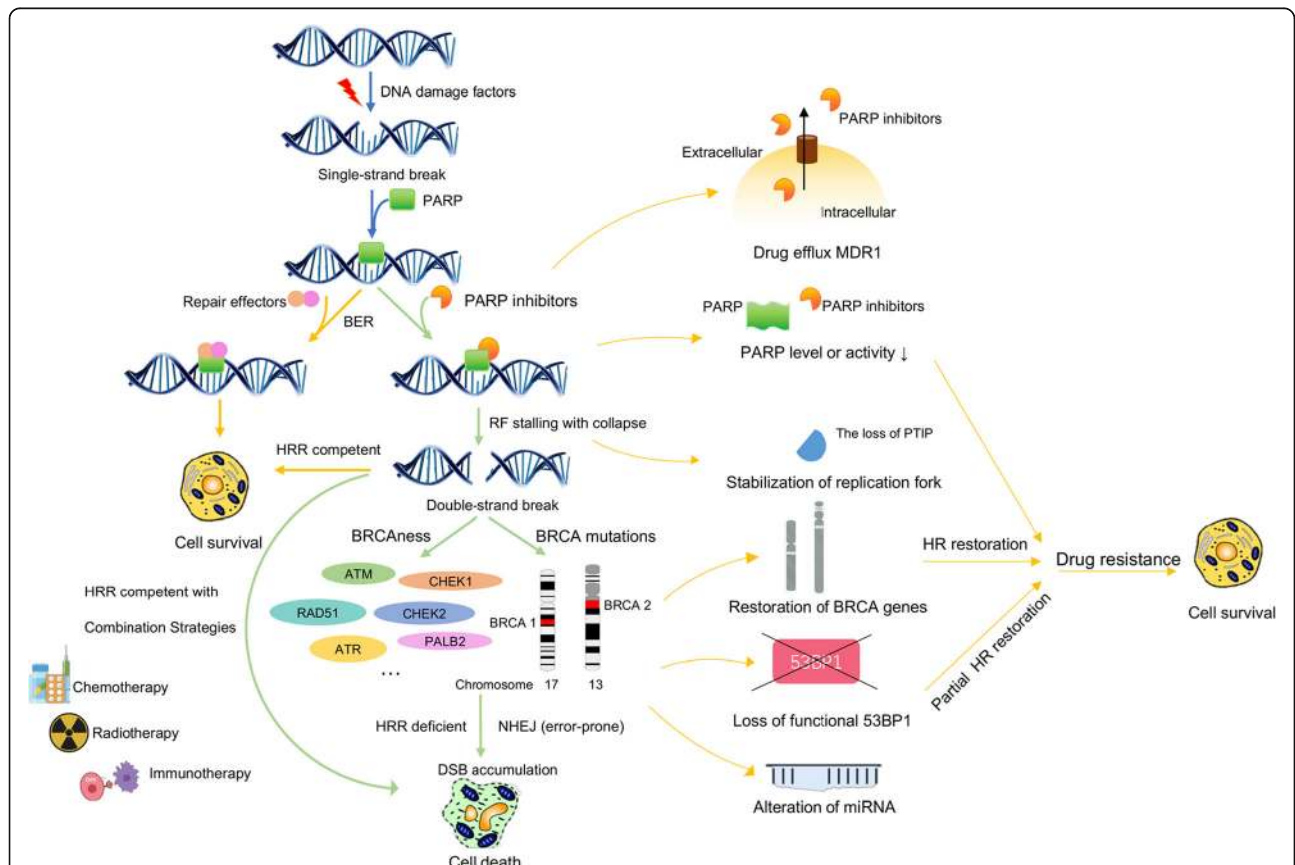 DNA damage factors
Single-strand break
PARP
Repair effectors
BER
PARP inhibitors
RF stalling with collapse
HRR competent
Cell survival
Double-strand break
BRCAness
BRCA mutations
ATM
CHEK1
RAD51
CHEK2
ATR
PALB2
...
BRCA 1
BRCA 2
Chromosome 17 13
HRR competent with
Combination Strategies
Chemotherapy
Radiotherapy
Immunotherapy
HRR deficient
NHEJ (error-prone)
DSB accumulation
Cell death
PARP inhibitors
Extracellular
Intracellular
Drug efflux MDR1
PARP
PARP inhibitors
PARP level or activity ↓
The loss of PTIP
Stabilization of replication fork
Restoration of BRCA genes
53BP1
Loss of functional 53BP1
Alteration of miRNA
HR restoration
Partial HR restoration
Drug resistance
Cell survival